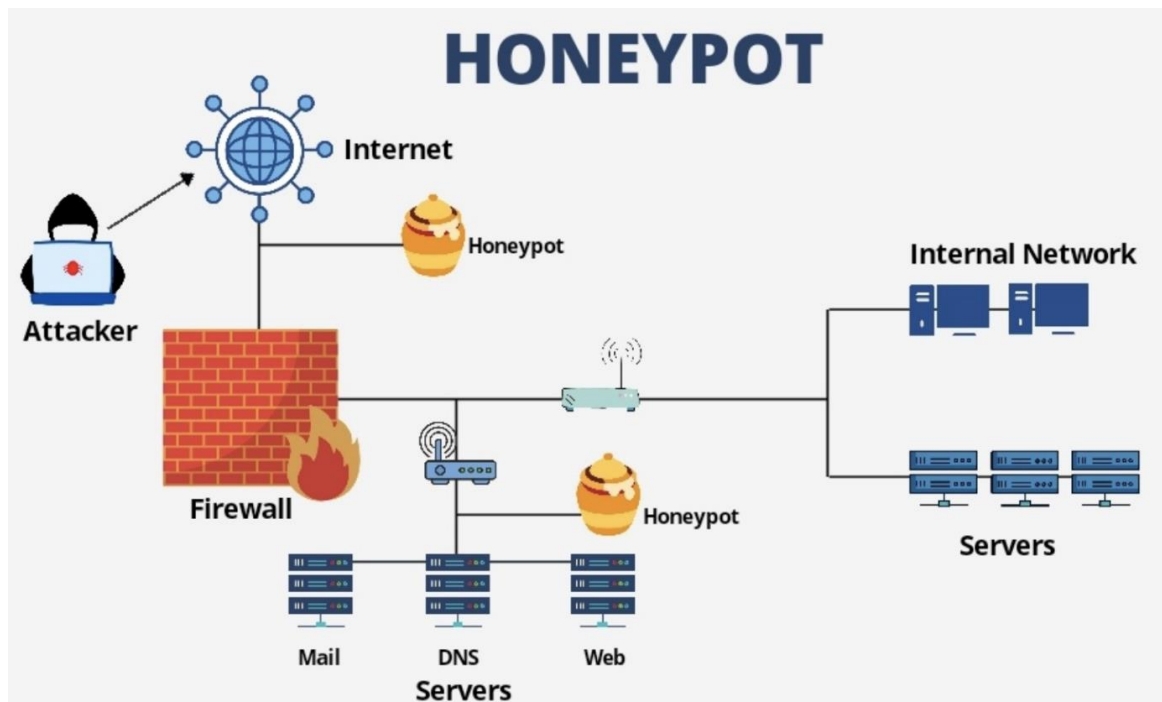 HONEYPOT
Internet
Honeypot
Attacker
Internal Network
Firewall
Honeypot
Servers
Mail
DNS
Web
Servers